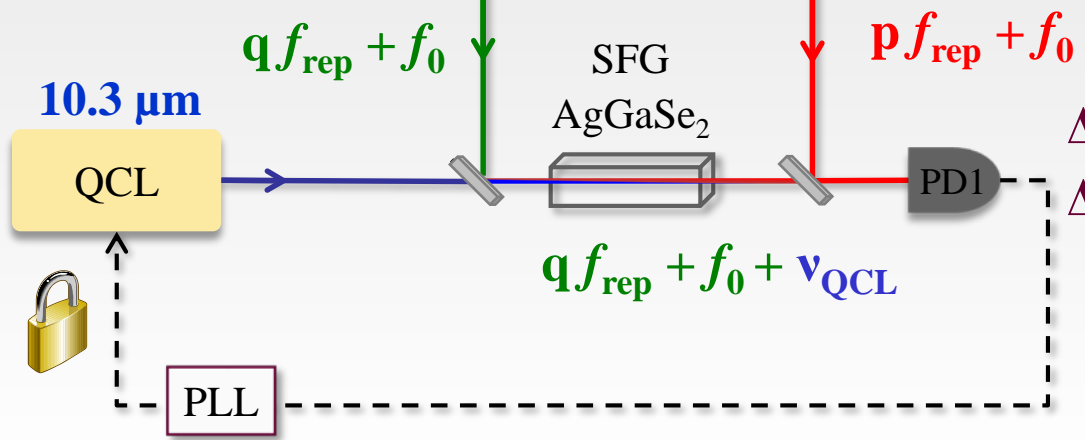 q f_rep + f_0
p f_rep + f_0
SFG
AgGaSe₂
10.3 µm
QCL
PD1
q f_rep + f_0 + ν_QCL
PLL